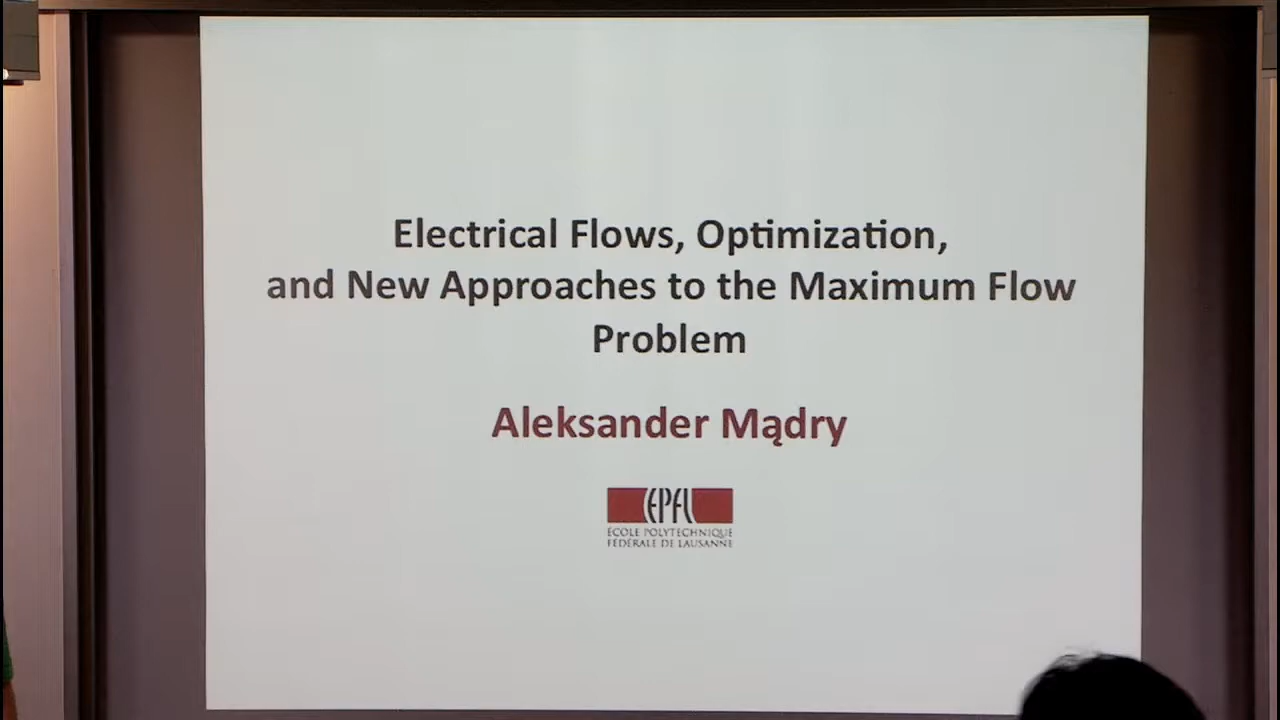 Electrical Flows, Optimization,
and New Approaches to the Maximum Flow
Problem
Aleksander Mądry
EPFL
ÉCOLE POLYTECHNIQUE
FÉDÉRALE DE LAUSANNE